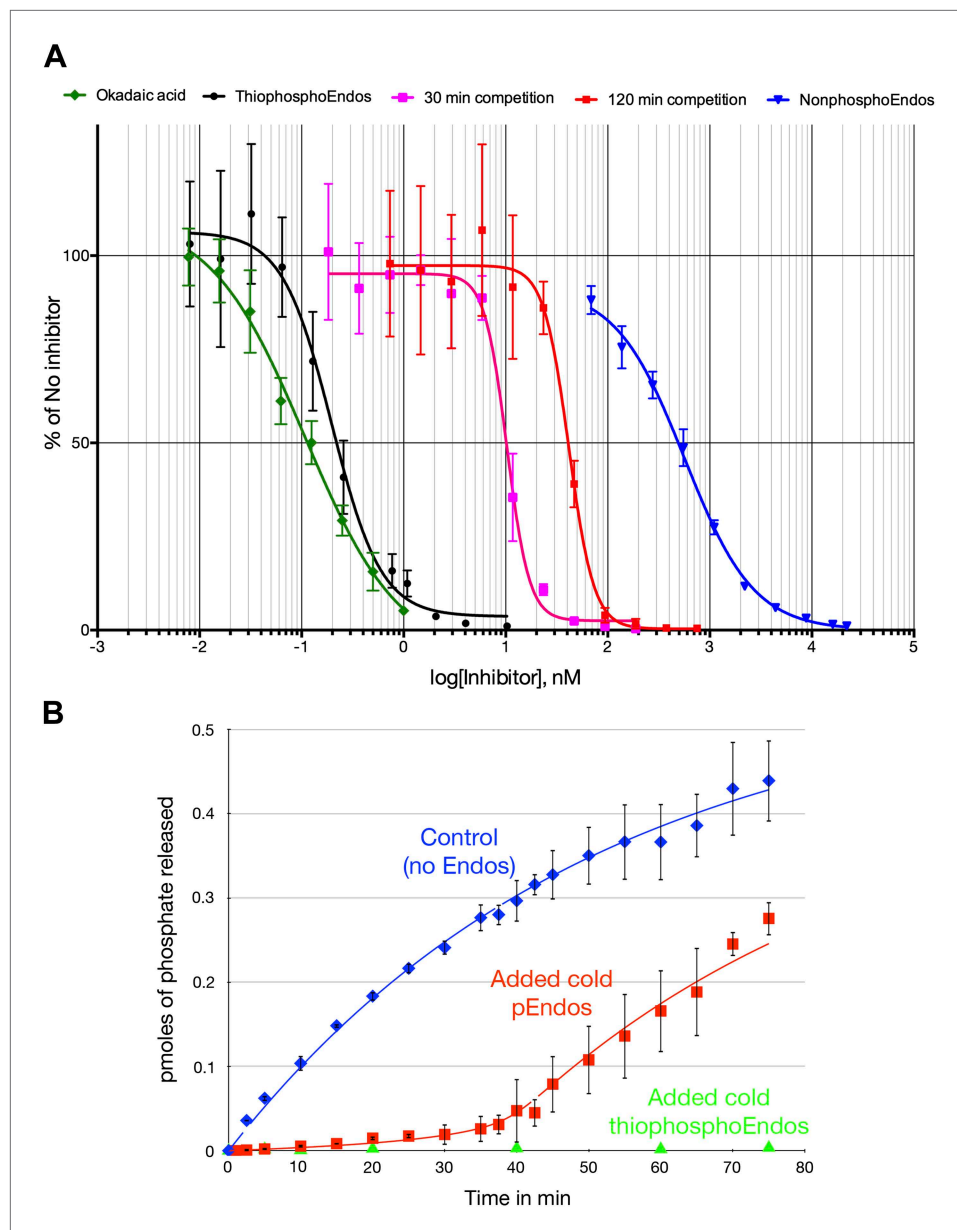 A
Okadaic acid ThiophosphoEndos 30 min competition 120 min competition NonphosphoEndos
100
50
0
% of No inhibitor
-3 -2 -1 0 1 2 3 4 5
log[Inhibitor], nM
B
0.5
0.4
0.3
0.2
0.1
0
pmoles of phosphate released
Control
(no Endos)
Added cold
pEndos
Added cold
thiophosphoEndos
0 10 20 30 40 50 60 70 80
Time in min